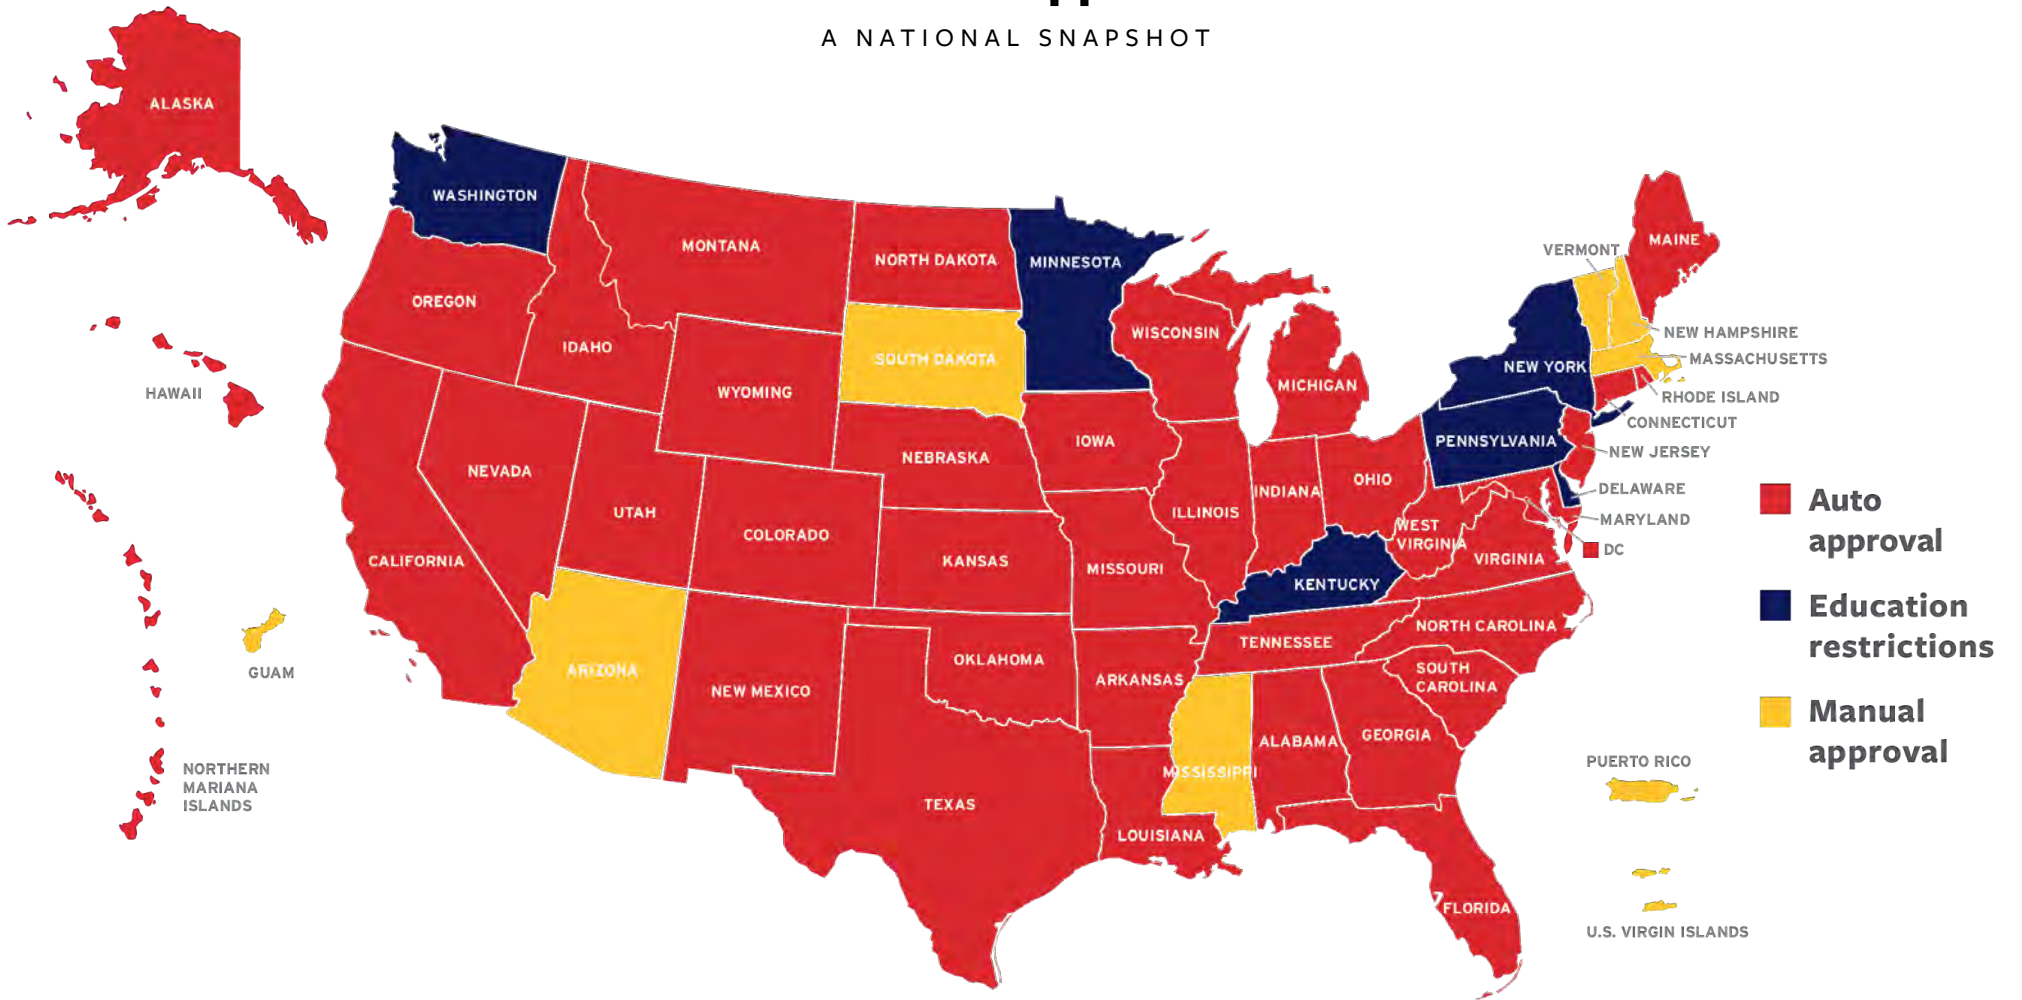 A NATIONAL SNAPSHOT
ALASKA
WASHINGTON
MONTANA
NORTH DAKOTA
MINNESOTA
VERMONT
MAINE
OREGON
IDAHO
WISCONSIN
NEW HAMPSHIRE
SOUTH DAKOTA
MASSACHUSETTS
NEW YORK
HAWAII
WYOMING
MICHIGAN
RHODE ISLAND
CONNECTICUT
IOWA
PENNSYLVANIA
NEW JERSEY
NEBRASKA
NEVADA
OHIO
INDIANA
DELAWARE
Auto
approval
UTAH
ILLINOIS
MARYLAND
COLORADO
WEST
VIRGINIA
DC
CALIFORNIA
KANSAS
MISSOURI
VIRGINIA
KENTUCKY
Education
restrictions
NORTH CAROLINA
TENNESSEE
GUAM
ARIZONA
OKLAHOMA
NEW MEXICO
ARKANSAS
SOUTH
CAROLINA
Manual
approval
GEORGIA
ALABAMA
MISSISSIPPI
NORTHERN
MARIANA
ISLANDS
PUERTO RICO
TEXAS
LOUISIANA
FLORIDA
U.S. VIRGIN ISLANDS